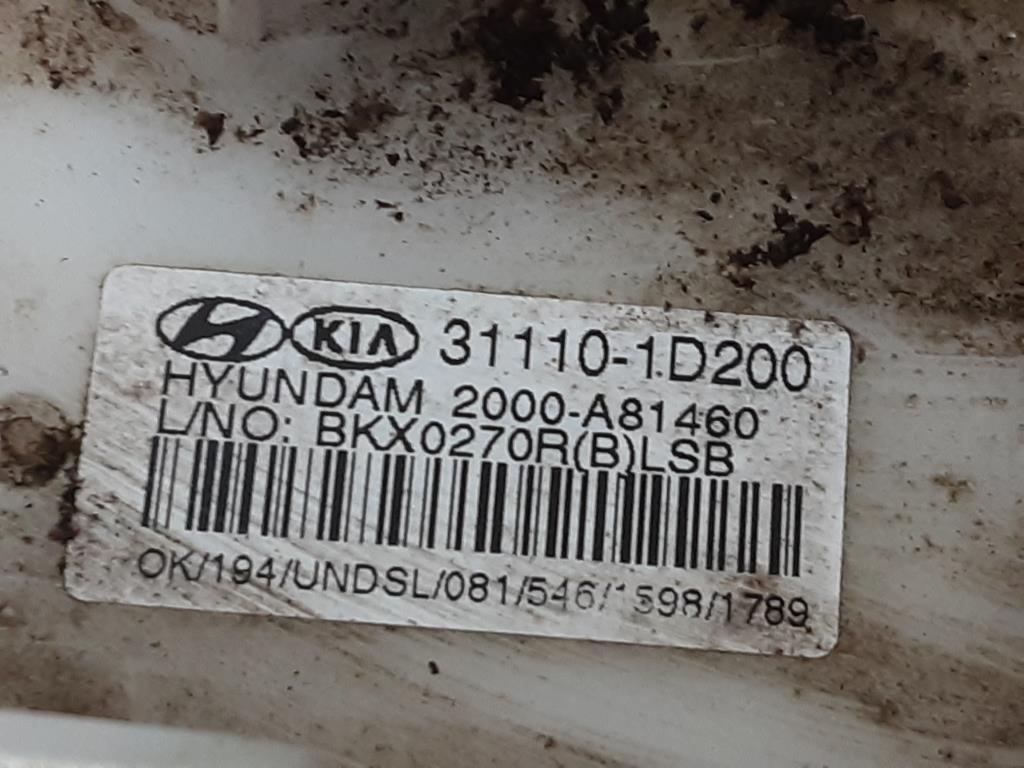 KIA 31110-1D200
HYUNDAM 2000-A81460
L/NO: BKX0270R(B)LSB
OK/194/UNDSL/081/546/1598/1789